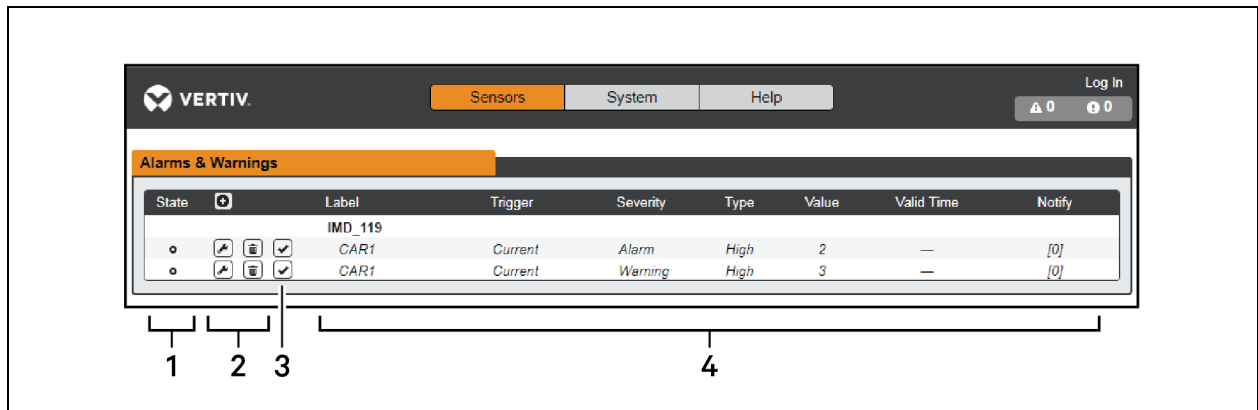 VERTIV.
Sensors System Help
Log In
0 0
Alarms & Warnings
State Label Trigger Severity Type Value Valid Time Notify
IMD_119
CAR1 Current Alarm High 2 — [0]
CAR1 Current Warning High 3 — [0]
1 2 3 4